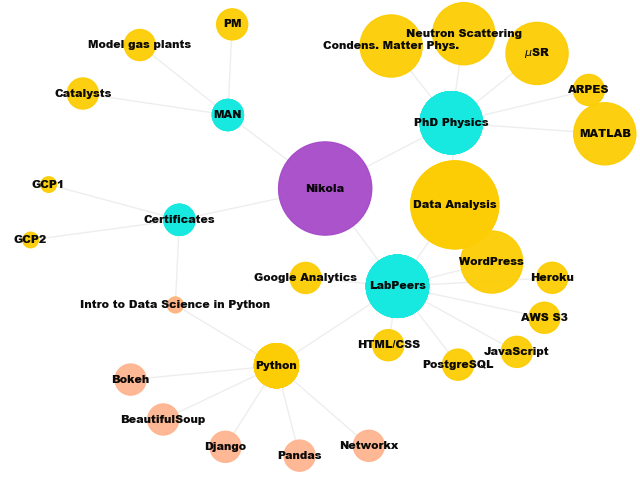 PM
Neutron Scattering
Model gas plants
Condens. Matter Phys.
μSR
ARPES
Catalysts
MAN
PhD Physics
MATLAB
GCP1
Nikola
Data Analysis
Certificates
GCP2
WordPress
Google Analytics
Heroku
LabPeers
Intro to Data Science in Python
AWS S3
HTML/CSS
JavaScript
PostgreSQL
Python
Bokeh
BeautifulSoup
Django
Networkx
Pandas